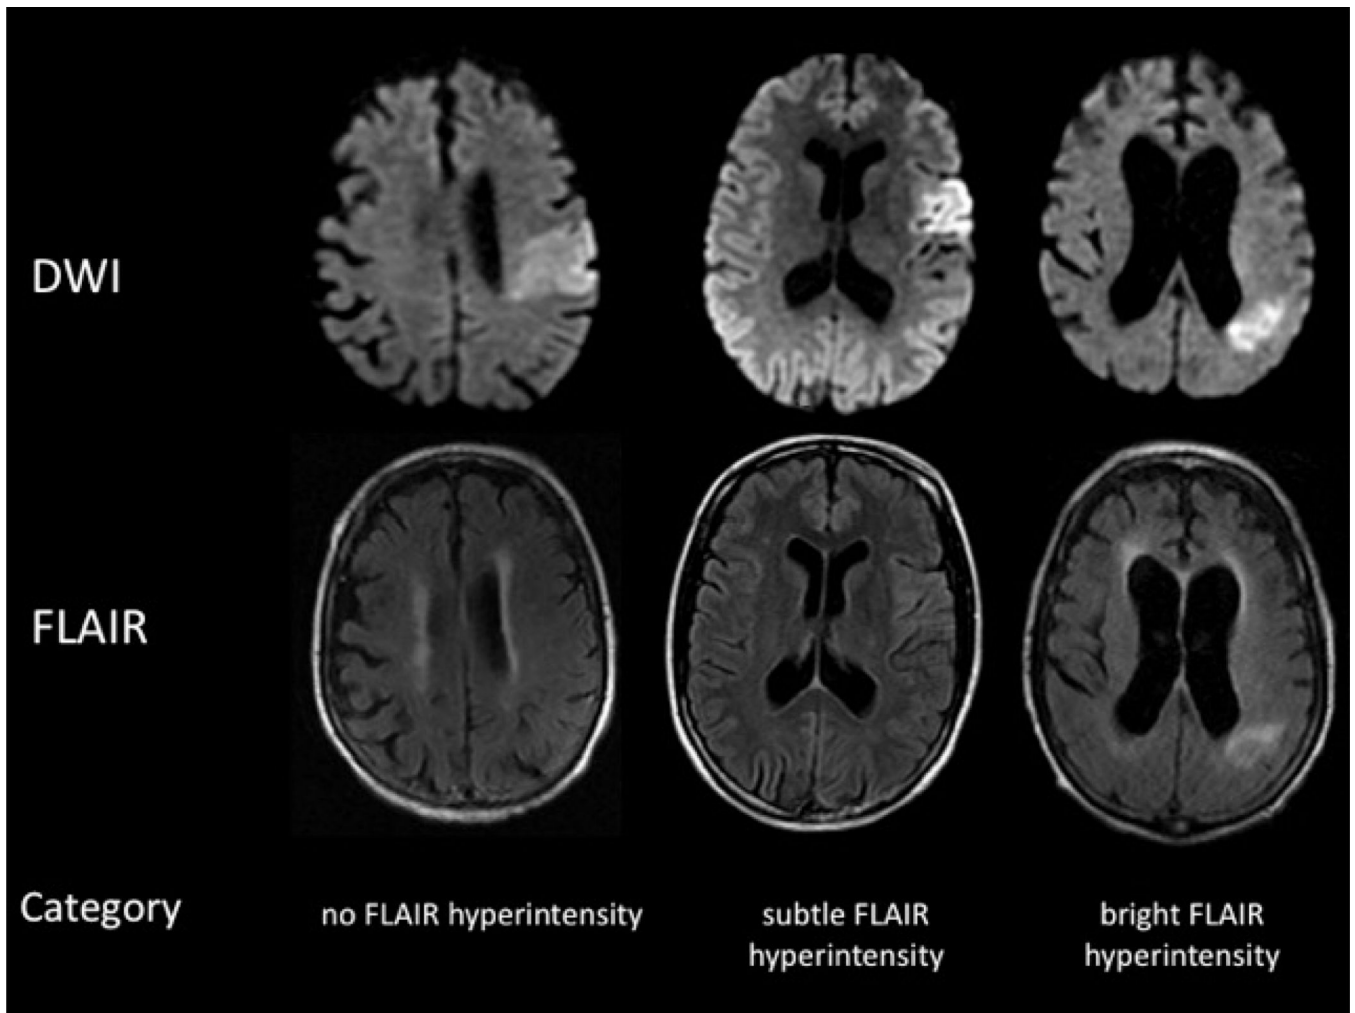 DWI
FLAIR
Category
no FLAIR hyperintensity
subtle FLAIR
hyperintensity
bright FLAIR
hyperintensity